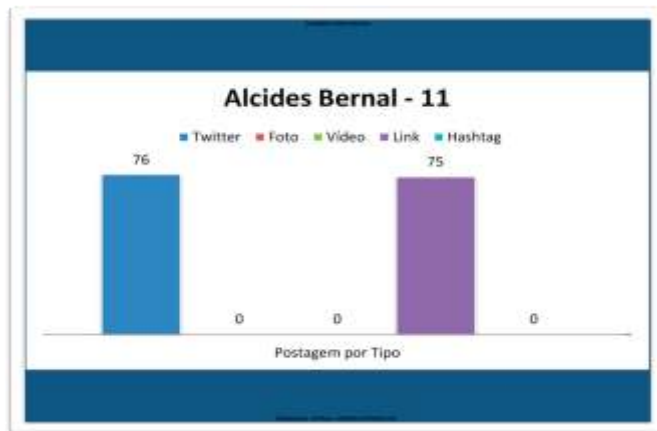 Alcides Bernal - 11
Twitter Foto Vídeo Link Hashtag
76 0 0 75 0
Postagem por Tipo